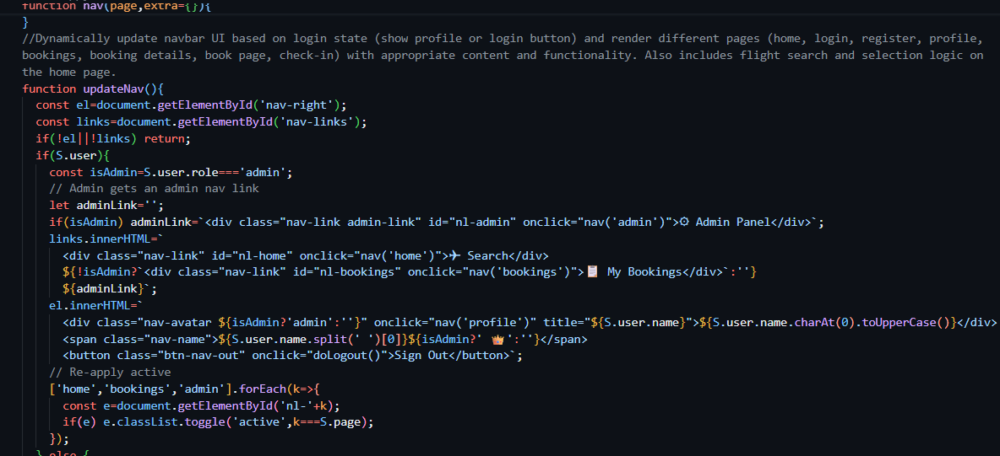 function nav(page,extra={}){
}
//Dynamically update navbar UI based on login state (show profile or login button) and render different pages (home, login, register, profile,
bookings, booking details, book page, check-in) with appropriate content and functionality. Also includes flight search and selection logic on
the home page.
function updateNav(){
  const el=document.getElementById('nav-right');
  const links=document.getElementById('nav-links');
  if(!el||!links) return;
  if(S.user){
    const isAdmin=S.user.role==='admin';
    // Admin gets an admin nav link
    let adminLink='';
    if(isAdmin) adminLink=`<div class="nav-link admin-link" id="nl-admin" onclick="nav('admin')">⚙ Admin Panel</div>`;
    links.innerHTML=`
      <div class="nav-link" id="nl-home" onclick="nav('home')">✈ Search</div>
      ${!isAdmin?`<div class="nav-link" id="nl-bookings" onclick="nav('bookings')">📋 My Bookings</div>`:''}
      ${adminLink}`;
    el.innerHTML=`
      <div class="nav-avatar ${isAdmin?'admin':''}" onclick="nav('profile')" title="${S.user.name}">${S.user.name.charAt(0).toUpperCase()}</div>
      <span class="nav-name">${S.user.name.split(' ')[0]}${isAdmin?' 👑':''}</span>
      <button class="btn-nav-out" onclick="doLogout()">Sign Out</button>`;
    // Re-apply active
    ['home','bookings','admin'].forEach(k=>{
      const e=document.getElementById('nl-'+k);
      if(e) e.classList.toggle('active',k===S.page);
    });
  } else {